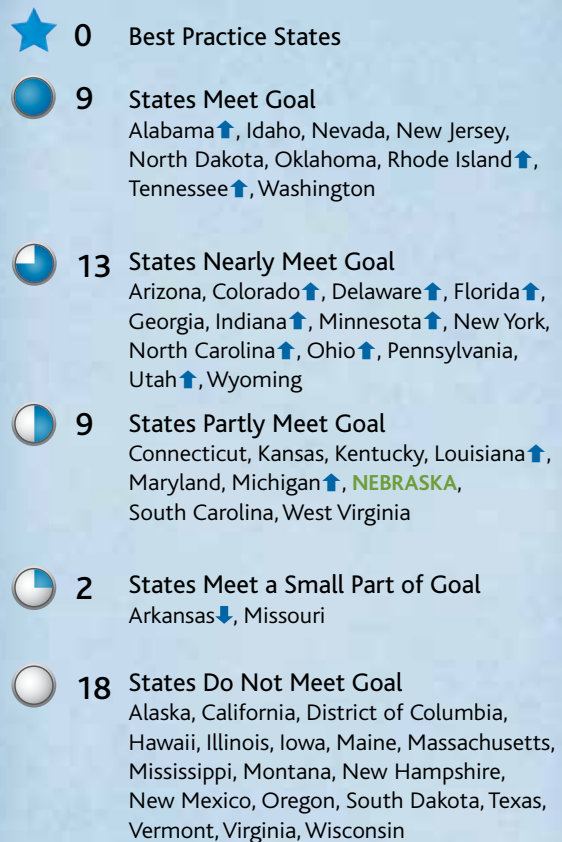 0 Best Practice States
9 States Meet Goal
Alabama⬆, Idaho, Nevada, New Jersey,
North Dakota, Oklahoma, Rhode Island⬆,
Tennessee⬆, Washington
13 States Nearly Meet Goal
Arizona, Colorado⬆, Delaware⬆, Florida⬆,
Georgia, Indiana⬆, Minnesota⬆, New York,
North Carolina⬆, Ohio⬆, Pennsylvania,
Utah⬆, Wyoming
9 States Partly Meet Goal
Connecticut, Kansas, Kentucky, Louisiana⬆,
Maryland, Michigan⬆, NEBRASKA,
South Carolina, West Virginia
2 States Meet a Small Part of Goal
Arkansas⬇, Missouri
18 States Do Not Meet Goal
Alaska, California, District of Columbia,
Hawaii, Illinois, Iowa, Maine, Massachusetts,
Mississippi, Montana, New Hampshire,
New Mexico, Oregon, South Dakota, Texas,
Vermont, Virginia, Wisconsin